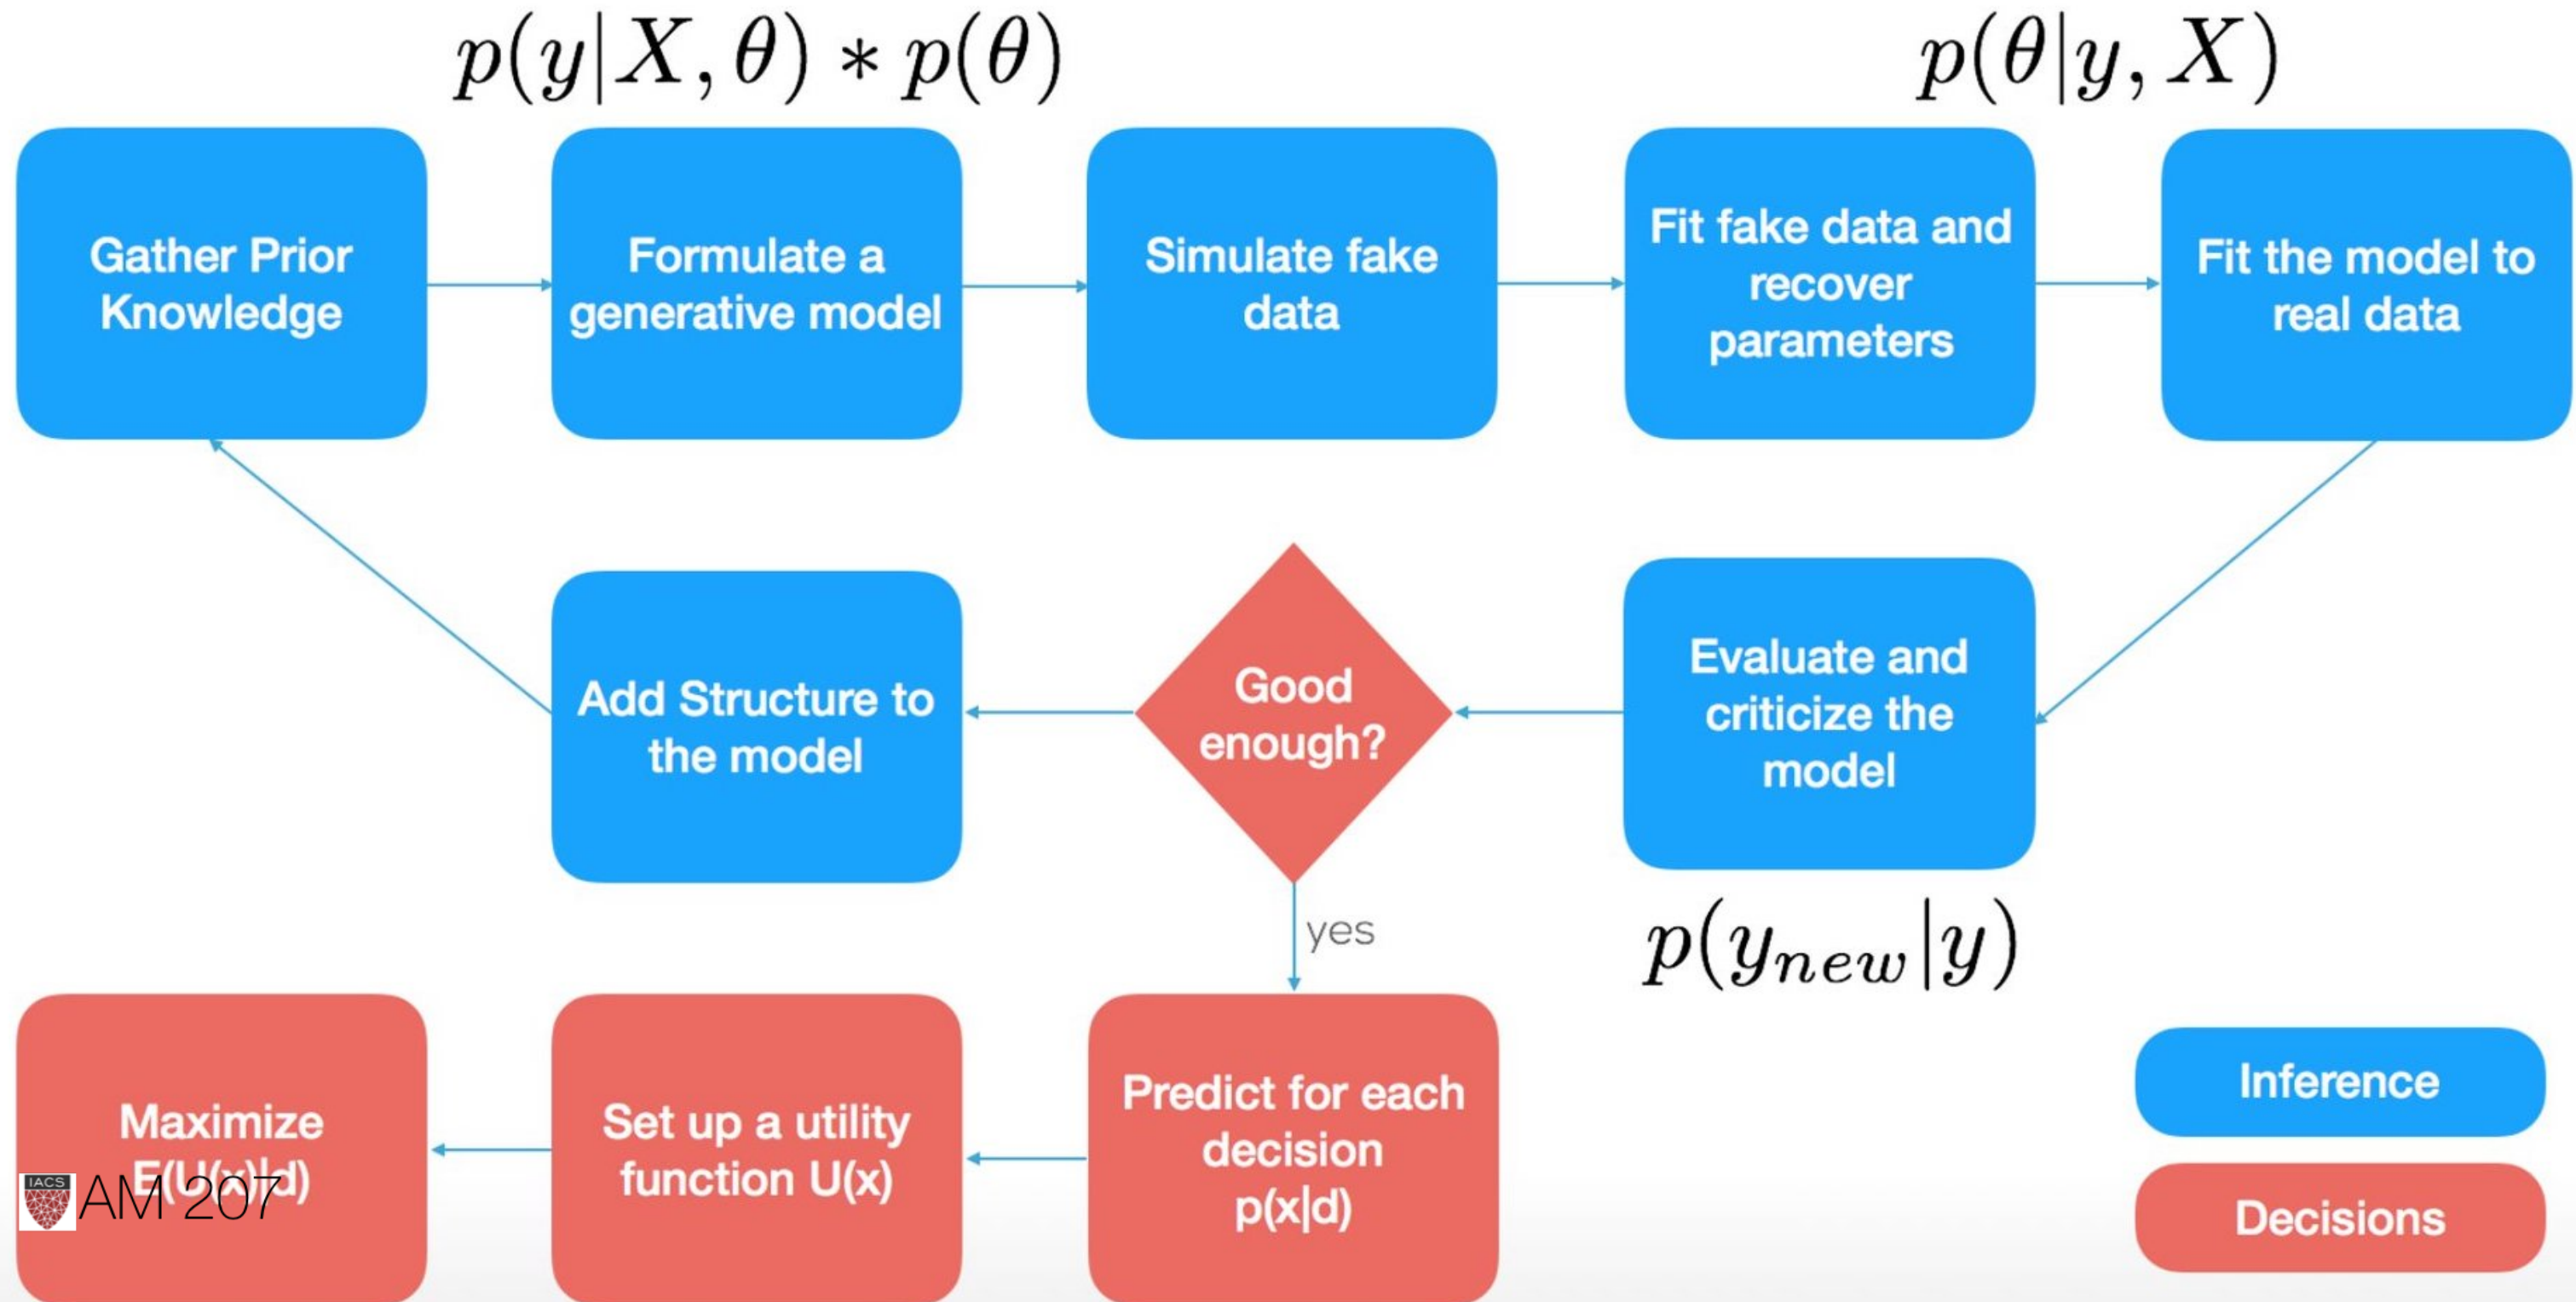 p(y|X, θ) ∗ p(θ)
p(θ|y, X)
Gather Prior
Knowledge
Formulate a
generative model
Simulate fake
data
Fit fake data and
recover
parameters
Fit the model to
real data
Add Structure to
the model
Good
enough?
Evaluate and
criticize the
model
yes
p(y_{new}|y)
Maximize
E(U(x)|d)
Set up a utility
function U(x)
Predict for each
decision
p(x|d)
Inference
Decisions
IACS
AM 207